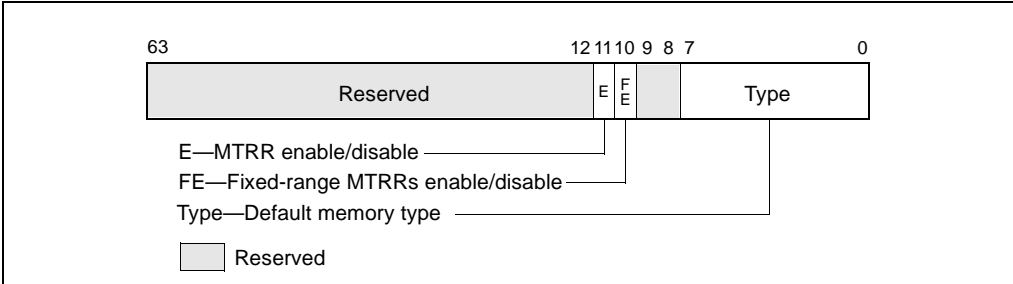 63 12 11 10 9 8 7 0
Reserved E FE Type
E—MTRR enable/disable
FE—Fixed-range MTRRs enable/disable
Type—Default memory type
Reserved